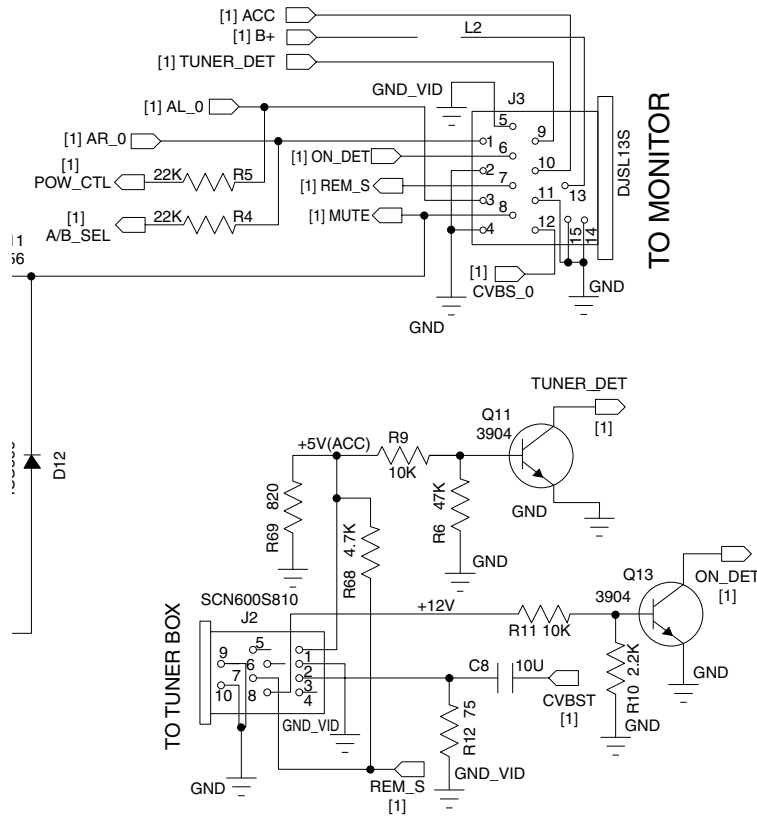 [1] ACC
[1] B+
L2
[1] TUNER_DET
GND_VID
J3
[1] AL_0
[1] AR_0
[1] ON_DET
[1]
POW_CTL
22K
R5
[1] REM_S
[1]
A/B_SEL
22K
R4
[1] MUTE
1
2
3
4
5
6
7
8
9
10
11
12
13
15
14
DJSL13S
TO MONITOR
[1]
CVBS_0
GND
GND
11
56
D12
TUNER_DET
[1]
Q11
3904
+5V(ACC)
R9
10K
R69 820
R68 4.7K
R6 47K
GND
GND
Q13
3904
ON_DET
[1]
SCN600S810
J2
+12V
R11 10K
R10 2.2K
GND
GND
TO TUNER BOX
9
7
10
5
6
8
1
2
3
4
GND_VID
C8
10U
CVBST
[1]
R12 75
GND_VID
GND
REM_S
[1]